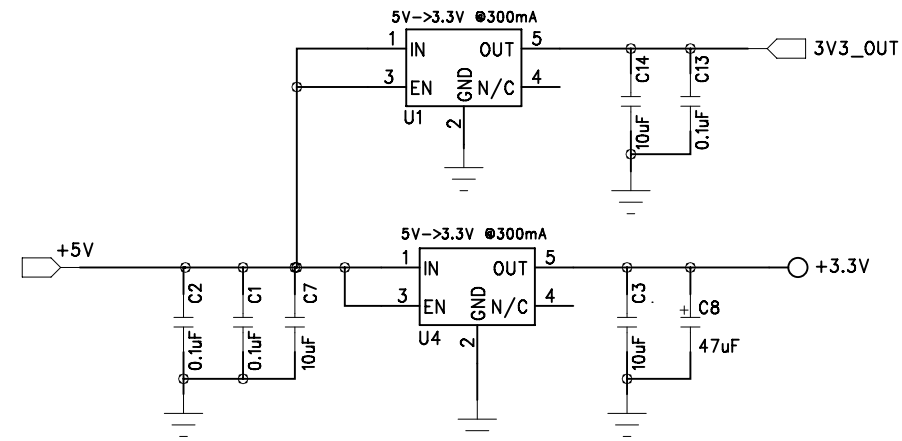 5V->3.3V @300mA
1 IN OUT 5
3V3_OUT
3 EN GND N/C 4
U1
2
C14
10uF
C13
0.1uF
+5V
5V->3.3V @300mA
1 IN OUT 5
+3.3V
3 EN GND N/C 4
U4
2
C2
0.1uF
C1
0.1uF
C7
10uF
C3
10uF
+ C8
47uF